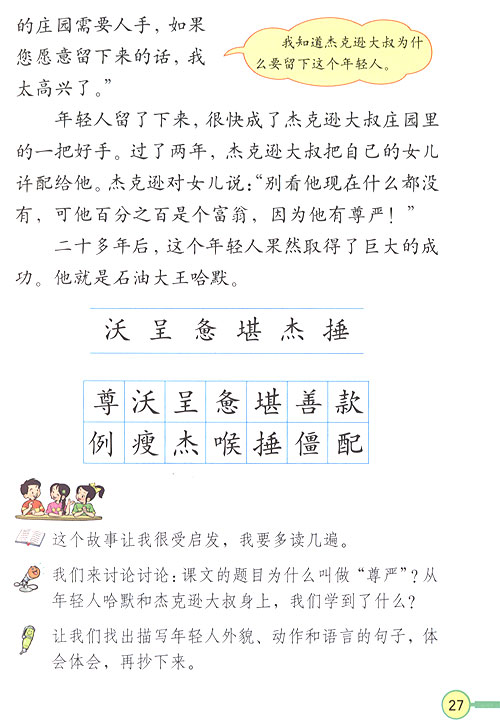 的庄园需要人手，如果
您愿意留下来的话，我
太高兴了。”
我知道杰克逊大叔为什
么要留下这个年轻人。
年轻人留了下来，很快成了杰克逊大叔庄园里
的一把好手。过了两年，杰克逊大叔把自己的女儿
许配给他。杰克逊对女儿说：“别看他现在什么都没
有，可他百分之百是个富翁，因为他有尊严！”
二十多年后，这个年轻人果然取得了巨大的成
功。他就是石油大王哈默。
沃 呈 惫 堪 杰 捶
尊 沃 呈 惫 堪 善 款
例 瘦 杰 喉 捶 僵 配
这个故事让我很受启发，我要多读几遍。
我们来讨论讨论：课文的题目为什么叫做“尊严”？从
年轻人哈默和杰克逊大叔身上，我们学到了什么？
让我们找出描写年轻人外貌、动作和语言的句子，体
会体会，再抄下来。
27